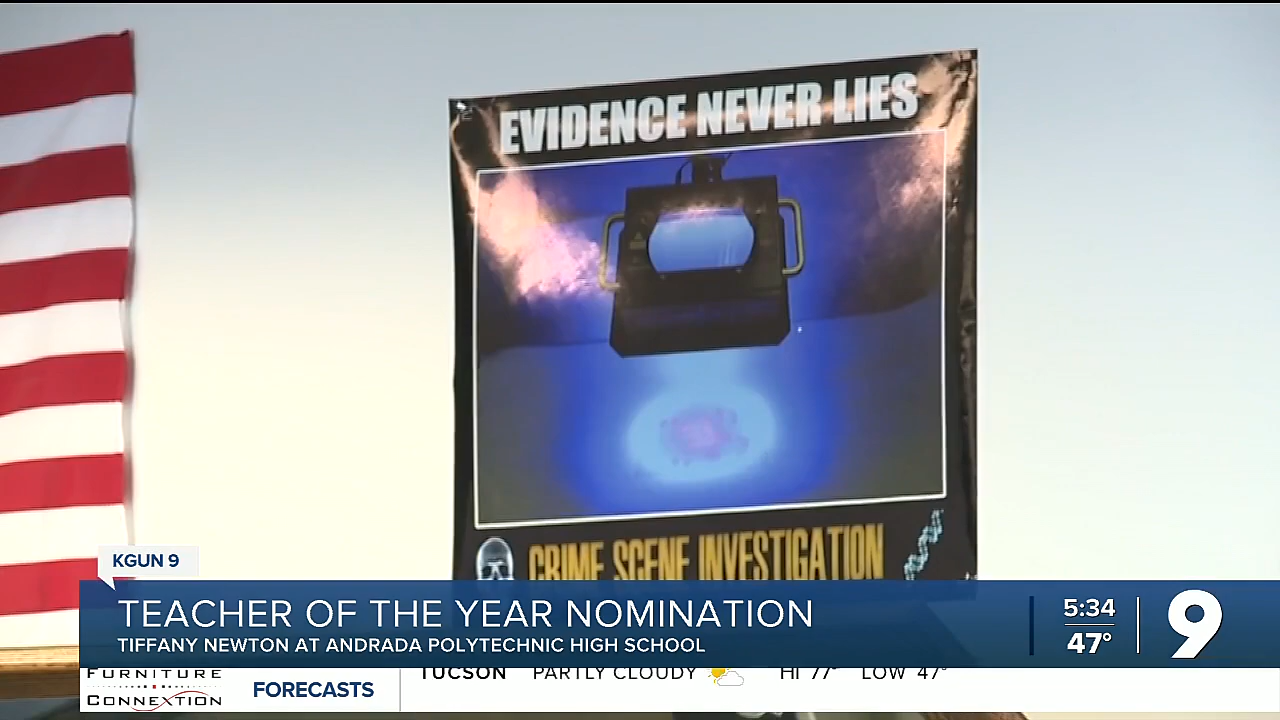 EVIDENCE NEVER LIES
CRIME SCENE INVESTIGATION
KGUN 9
TEACHER OF THE YEAR NOMINATION
TIFFANY NEWTON AT ANDRADA POLYTECHNIC HIGH SCHOOL
5:34
47°
9
FURNITURE
CONNEXTION
FORECASTS
TUCSON PARTLY CLOUDY HI 77° LOW 47°